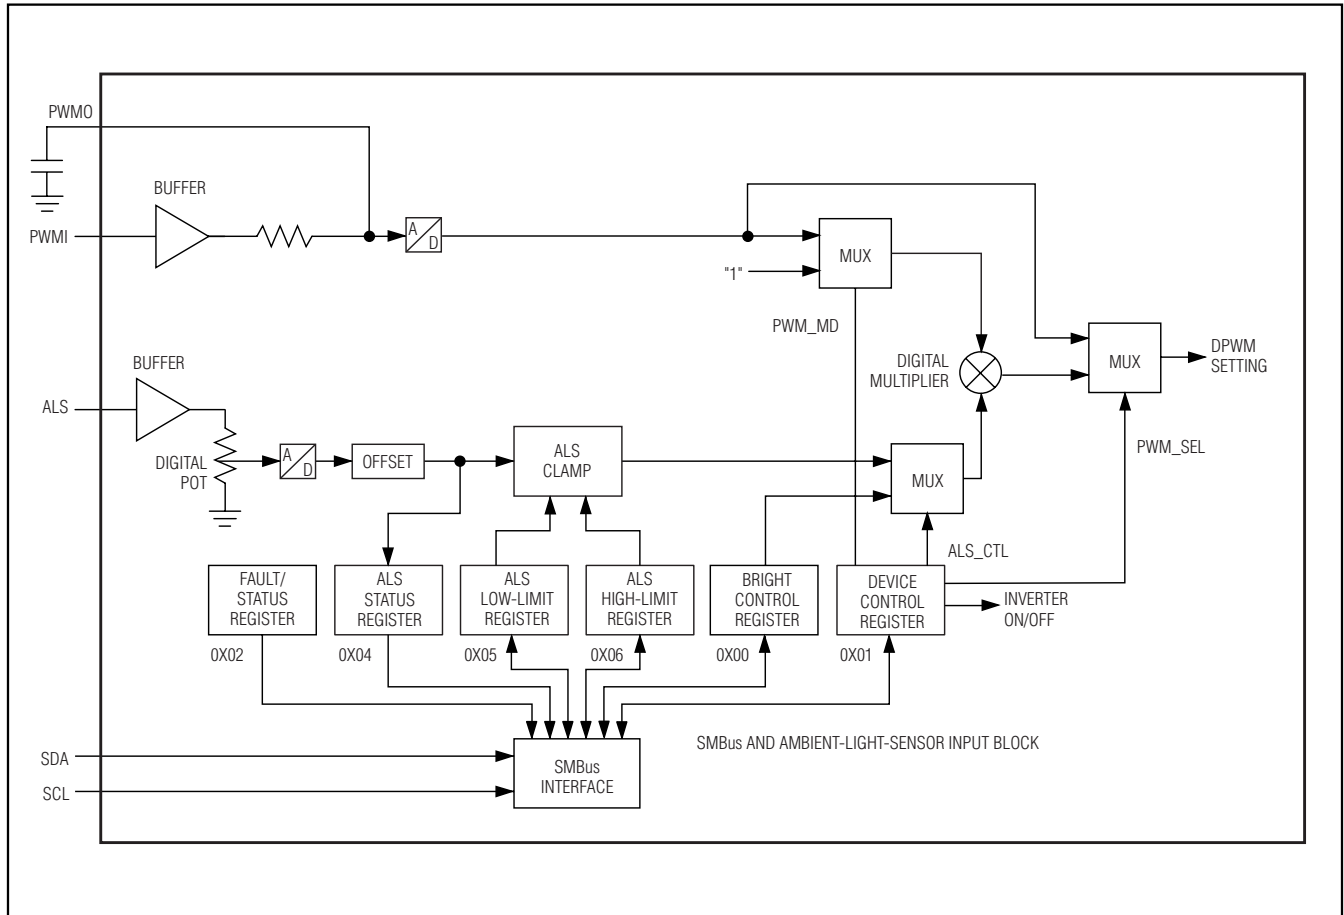 PWMO
BUFFER
PWMI
A
D
MUX
"1"
PWM_MD
DIGITAL
MULTIPLIER
MUX
DPWM
SETTING
BUFFER
ALS
DIGITAL
POT
A
D
OFFSET
ALS
CLAMP
MUX
PWM_SEL
ALS_CTL
FAULT/
STATUS
REGISTER
ALS
STATUS
REGISTER
ALS
LOW-LIMIT
REGISTER
ALS
HIGH-LIMIT
REGISTER
BRIGHT
CONTROL
REGISTER
DEVICE
CONTROL
REGISTER
INVERTER
ON/OFF
0X02
0X04
0X05
0X06
0X00
0X01
SMBus AND AMBIENT-LIGHT-SENSOR INPUT BLOCK
SDA
SCL
SMBus
INTERFACE